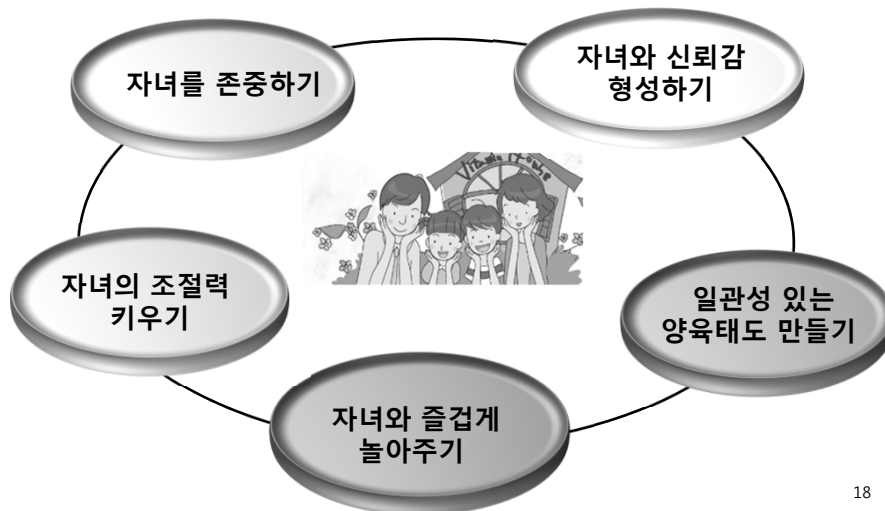 자녀를 존중하기
자녀와 신뢰감
형성하기
Vitamin House
자녀의 조절력
키우기
일관성 있는
양육태도 만들기
자녀와 즐겁게
놀아주기
18